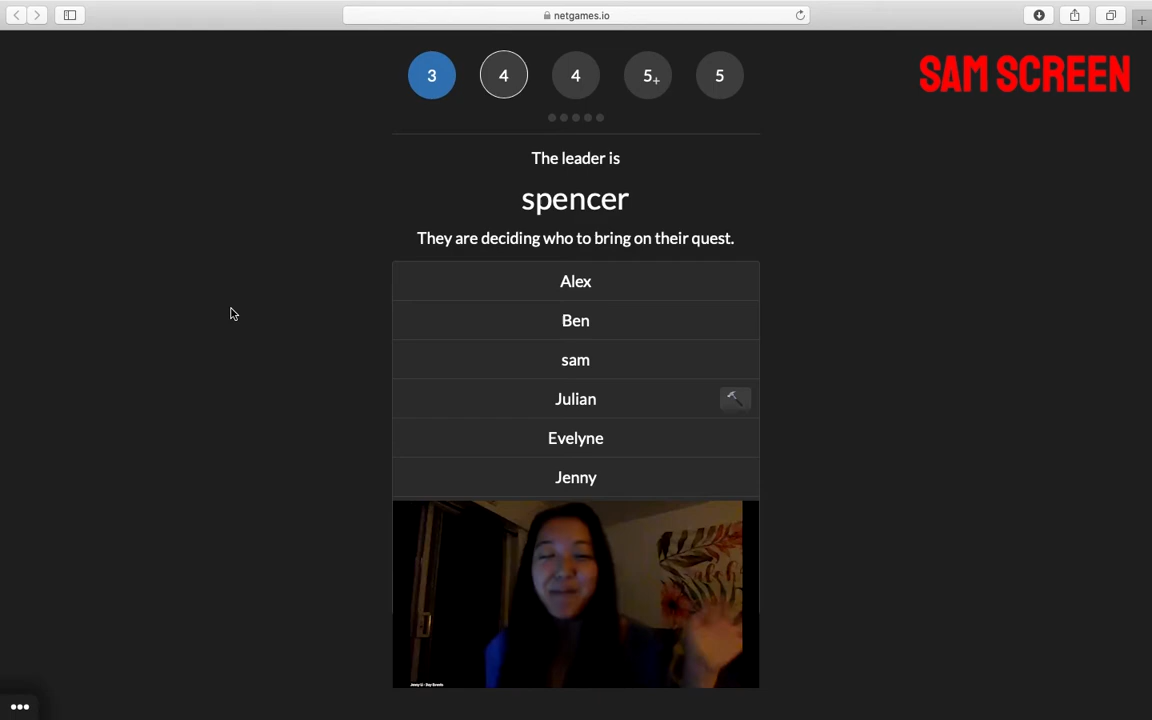 netgames.io
3 4 4 5+ 5
SAM SCREEN
The leader is
spencer
They are deciding who to bring on their quest.
Alex
Ben
sam
Julian
Evelyne
Jenny